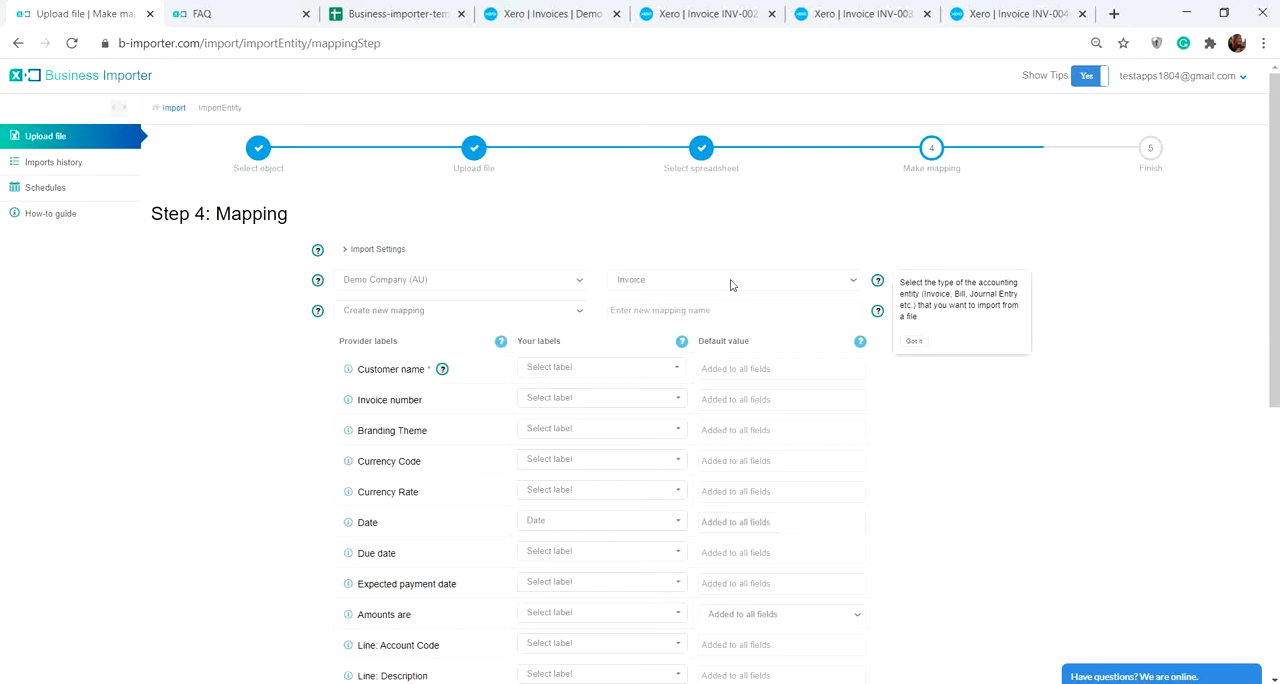 Upload file | Make ma
FAQ
Business-importer-tem
Xero | Invoices | Demo
Xero | Invoice INV-002
Xero | Invoice INV-003
Xero | Invoice INV-004
b-importer.com/import/importEntity/mappingStep
Business Importer
Show Tips Yes testapps1804@gmail.com
Import ImportEntity
Upload file
Imports history
Schedules
How-to guide
4 5
Select object Upload file Select spreadsheet Make mapping Finish
Step 4: Mapping
? Import Settings
? Demo Company (AU) Invoice ?
? Create new mapping Enter new mapping name ?
Select the type of the accounting
entity (Invoice, Bill, Journal Entry
etc.) that you want to import from
a file
Got it
Provider labels ? Your labels ? Default value ?
Customer name * ? Select label Added to all fields
Invoice number Select label Added to all fields
Branding Theme Select label Added to all fields
Currency Code Select label Added to all fields
Currency Rate Select label Added to all fields
Date Date Added to all fields
Due date Select label Added to all fields
Expected payment date Select label Added to all fields
Amounts are Select label Added to all fields
Line: Account Code Select label Added to all fields
Line: Description Select label Added to all fields
Have questions? We are online.